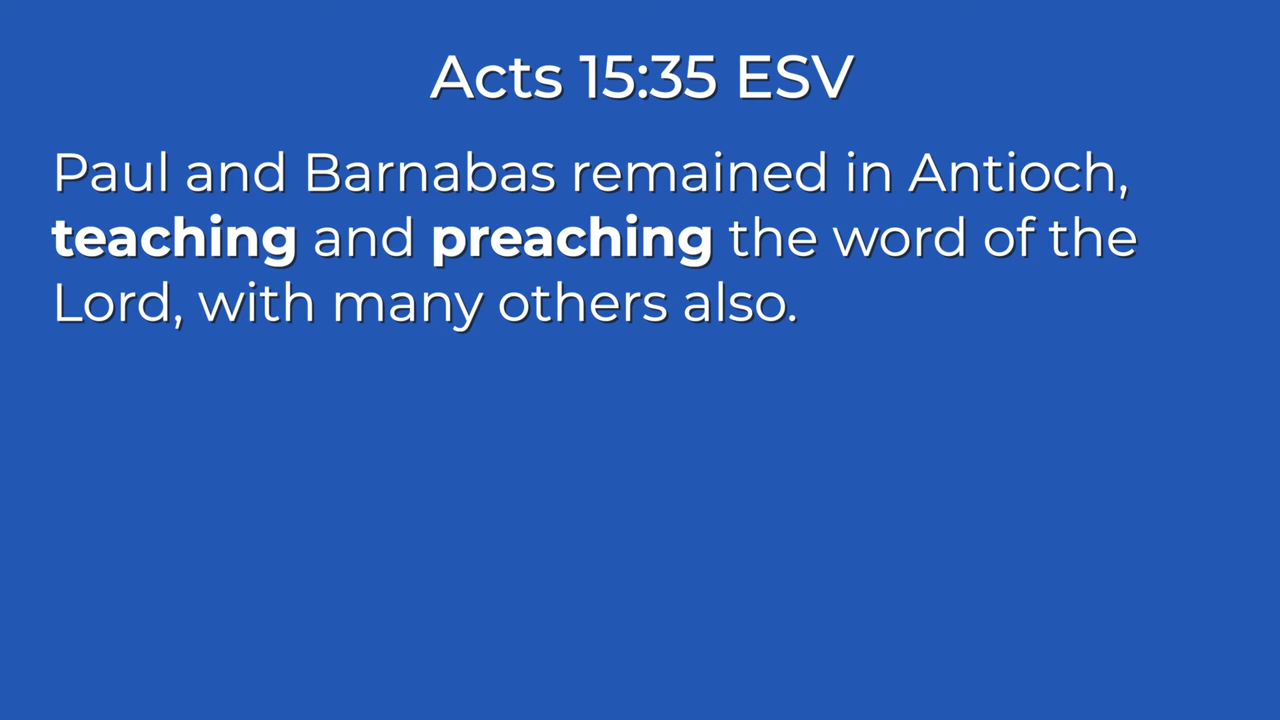 Acts 15:35 ESV
Paul and Barnabas remained in Antioch,
teaching and preaching the word of the
Lord, with many others also.